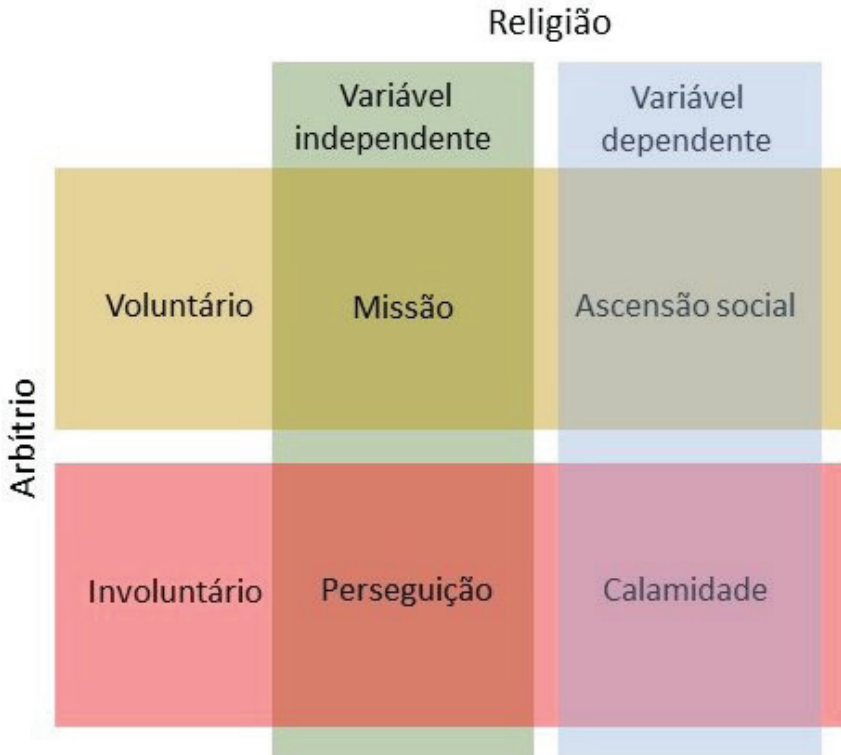 Religião
Variável
independente
Variável
dependente
Arbítrio
Voluntário
Missão
Ascensão social
Involuntário
Perseguição
Calamidade